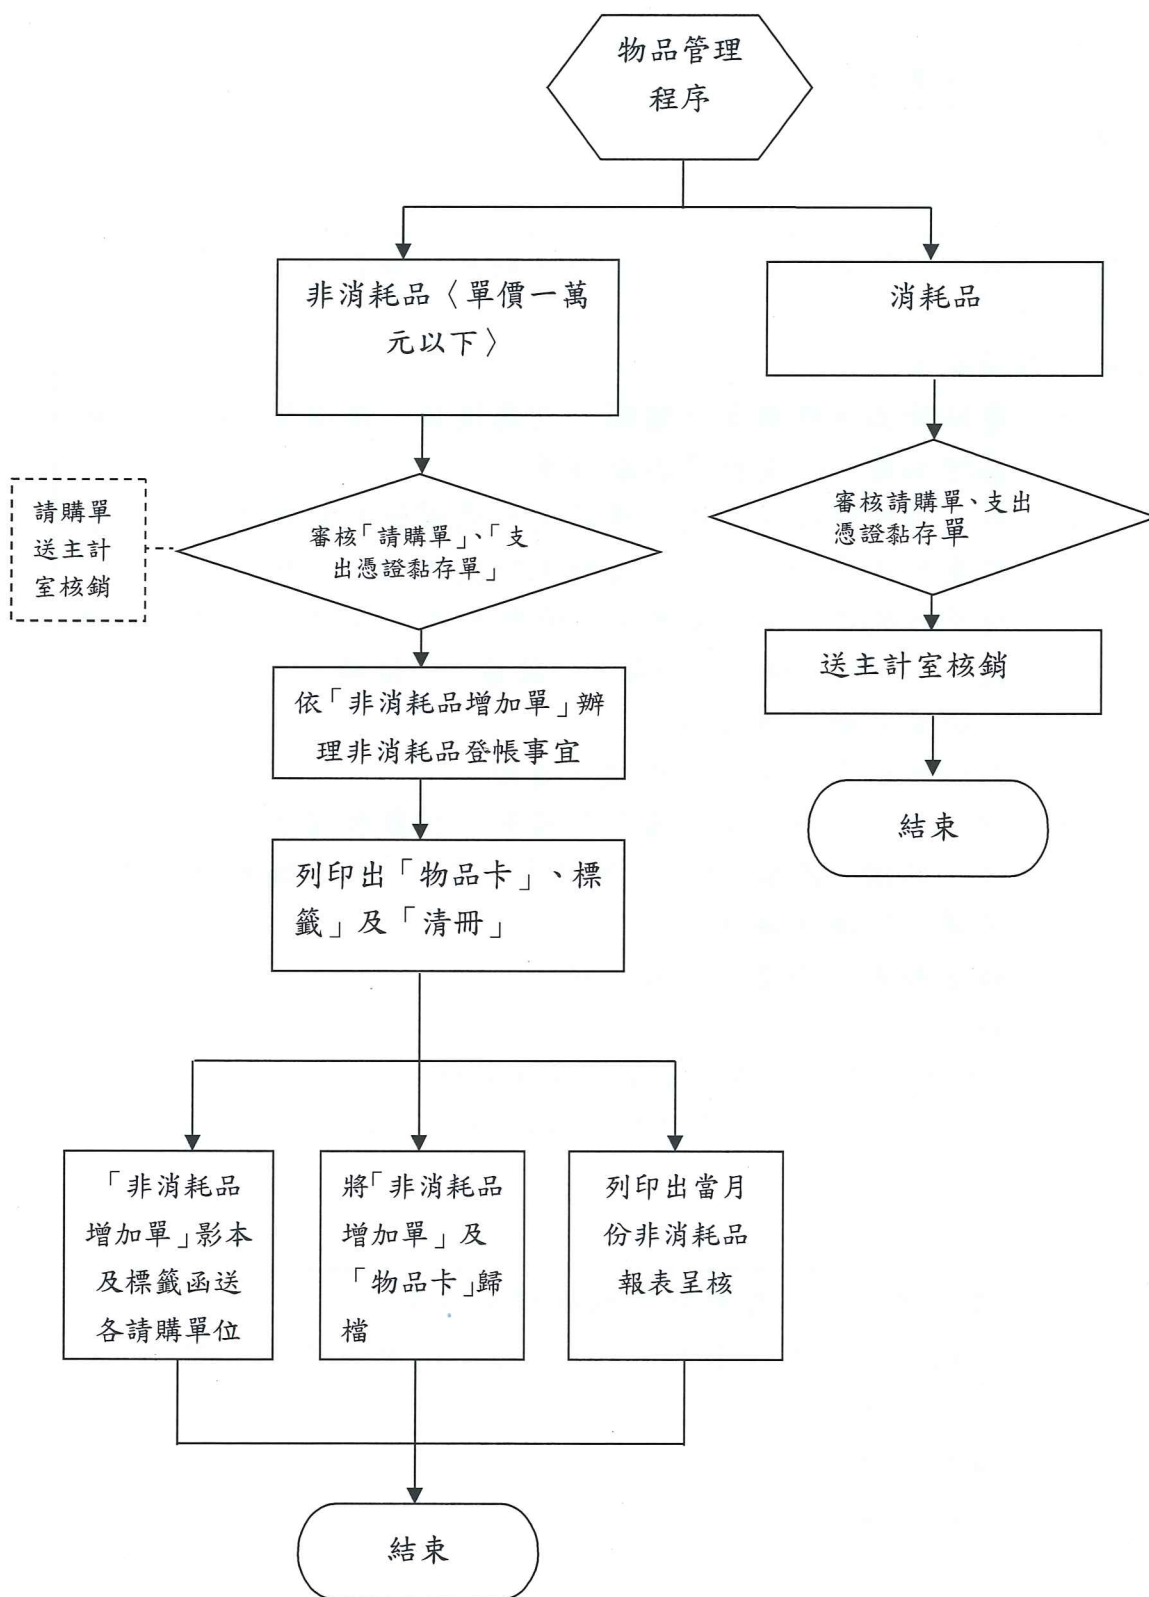 物品管理
程序
非消耗品〈單價一萬
元以下〉
消耗品
請購單
送主計
室核銷
審核「請購單」、「支
出憑證黏存單」
審核請購單、支出
憑證黏存單
依「非消耗品增加單」辦
理非消耗品登帳事宜
送主計室核銷
結束
列印出「物品卡」、標
籤」及「清冊」
「非消耗品
增加單」影本
及標籤函送
各請購單位
將「非消耗品
增加單」及
「物品卡」歸
檔
列印出當月
份非消耗品
報表呈核
結束